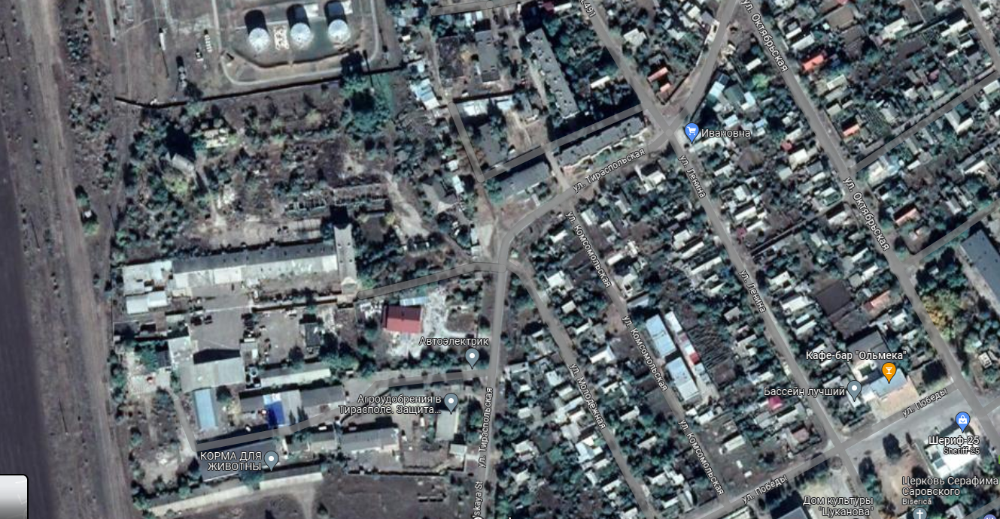 L491
ул. Октябрьская
Ивановна
ул. Тираспольская
ул. Ленина
ул. Октябрьская
ул. Комсомольская
ул. Ленина
Автоэлектрик
Кафе-бар "Ольмека"
ул. Комсомольская
Агроудобрения в
Тирасполе. Защита...
Бассейн лучший
ул. Молодежная
ул. Победы
ул. Тираспольская
Шериф-25
Sheriff-25
КОРМА ДЛЯ
ЖИВОТНЫ
ул. Комсомольская
ул. Победы
Церковь Серафима
Саровского
Biserică
Дом культуры
"Цуканова"
skaya St